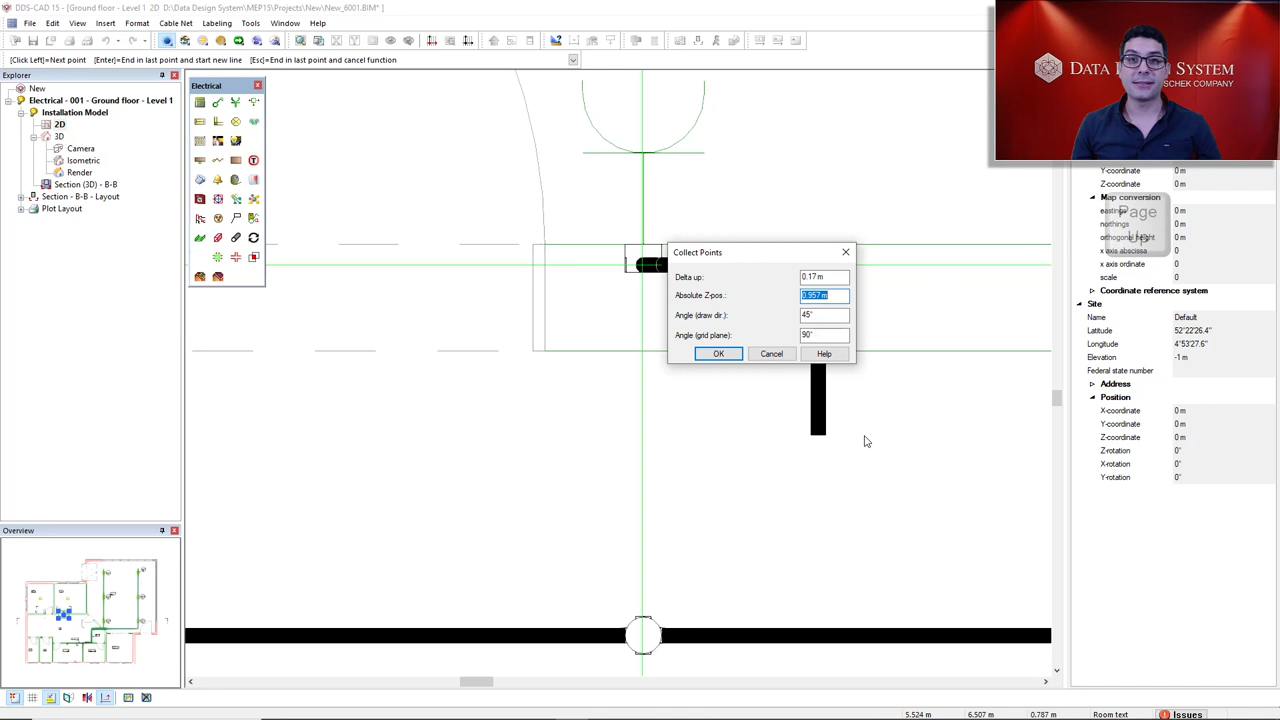 DDS-CAD 15 - [Ground floor - Level 1  2D  D:\Data Design System\MEP15\Projects\New\New_6001.BIM*]
File Edit View Insert Format Cable Net Labeling Tools Window Help
[Click Left]=Next point  [Enter]=End in last point and start new line  [Esc]=End in last point and cancel function
Explorer
New
Electrical - 001 - Ground floor - Level 1
Installation Model
2D
3D
Camera
Isometric
Render
Section (3D) - B-B
Section - B-B - Layout
Plot Layout
Electrical
Overview
Collect Points
Delta up: 0.17 m
Absolute Z-pos.: 0.957 m
Angle (draw dir.): 45°
Angle (grid plane): 90°
OK Cancel Help
SYSTEM
SCHEK COMPANY
Y-coordinate 0 m
Z-coordinate 0 m
Map conversion
eastings 0 m
northings 0 m
orthogonal height 0 m
x axis abscissa 0
x axis ordinate 0
scale 0
Page
Up
Coordinate reference system
Site
Name Default
Latitude 52°22'26.4"
Longitude 4°53'27.6"
Elevation -1 m
Federal state number
Address
Position
X-coordinate 0 m
Y-coordinate 0 m
Z-coordinate 0 m
Z-rotation 0°
X-rotation 0°
Y-rotation 0°
5.524 m 6.507 m 0.787 m Room text Issues